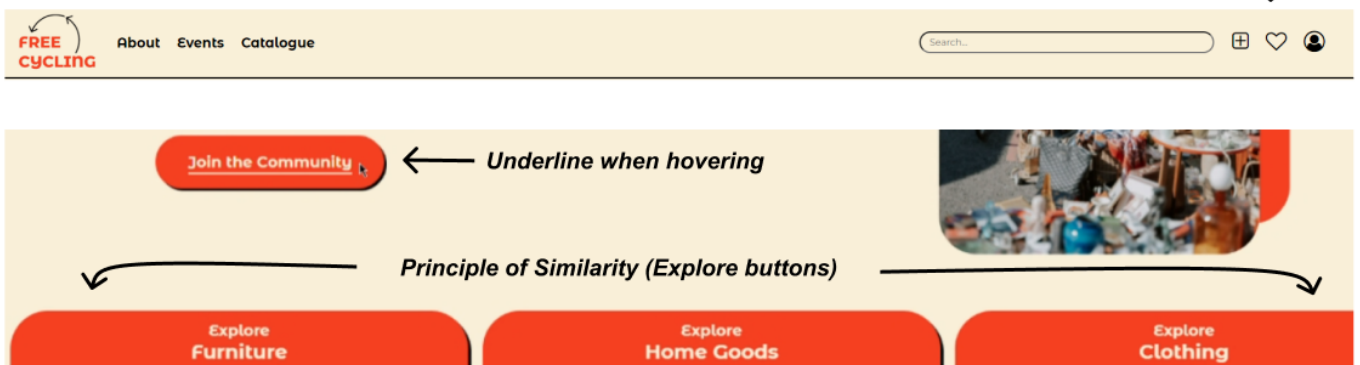 FREE
CYCLING
About Events Catalogue
Search...
Join the Community
Underline when hovering
Principle of Similarity (Explore buttons)
Explore
Furniture
Explore
Home Goods
Explore
Clothing